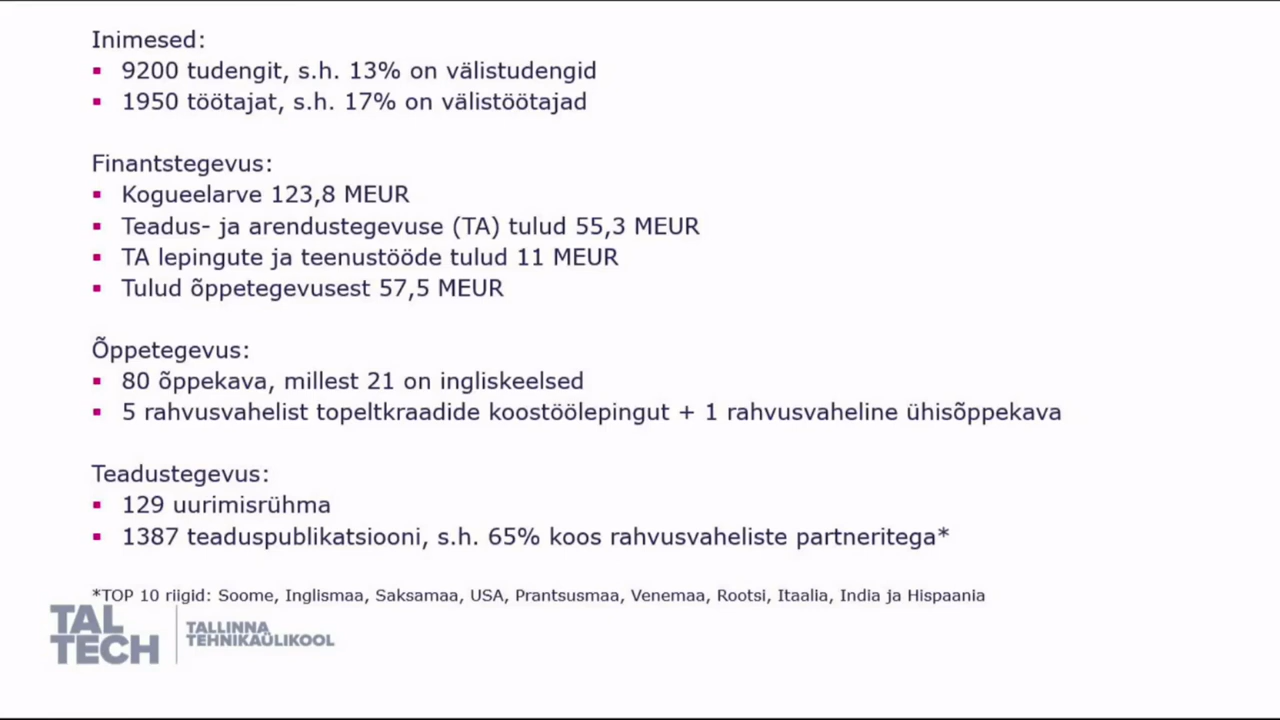 Inimesed:
▪ 9200 tudengit, s.h. 13% on välistudengid
▪ 1950 töötajat, s.h. 17% on välistöötajad
Finantstegevus:
▪ Kogueelarve 123,8 MEUR
▪ Teadus- ja arendustegevuse (TA) tulud 55,3 MEUR
▪ TA lepingute ja teenustööde tulud 11 MEUR
▪ Tulud õppetegevusest 57,5 MEUR
Õppetegevus:
▪ 80 õppekava, millest 21 on ingliskeelsed
▪ 5 rahvusvahelist topeltkraadide koostöölepingut + 1 rahvusvaheline ühisõppekava
Teadustegevus:
▪ 129 uurimisrühma
▪ 1387 teaduspublikatsiooni, s.h. 65% koos rahvusvaheliste partneritega*
*TOP 10 riigid: Soome, Inglismaa, Saksamaa, USA, Prantsusmaa, Venemaa, Rootsi, Itaalia, India ja Hispaania
TAL
TECH
TALLINNA
TEHNIKAÜLIKOOL